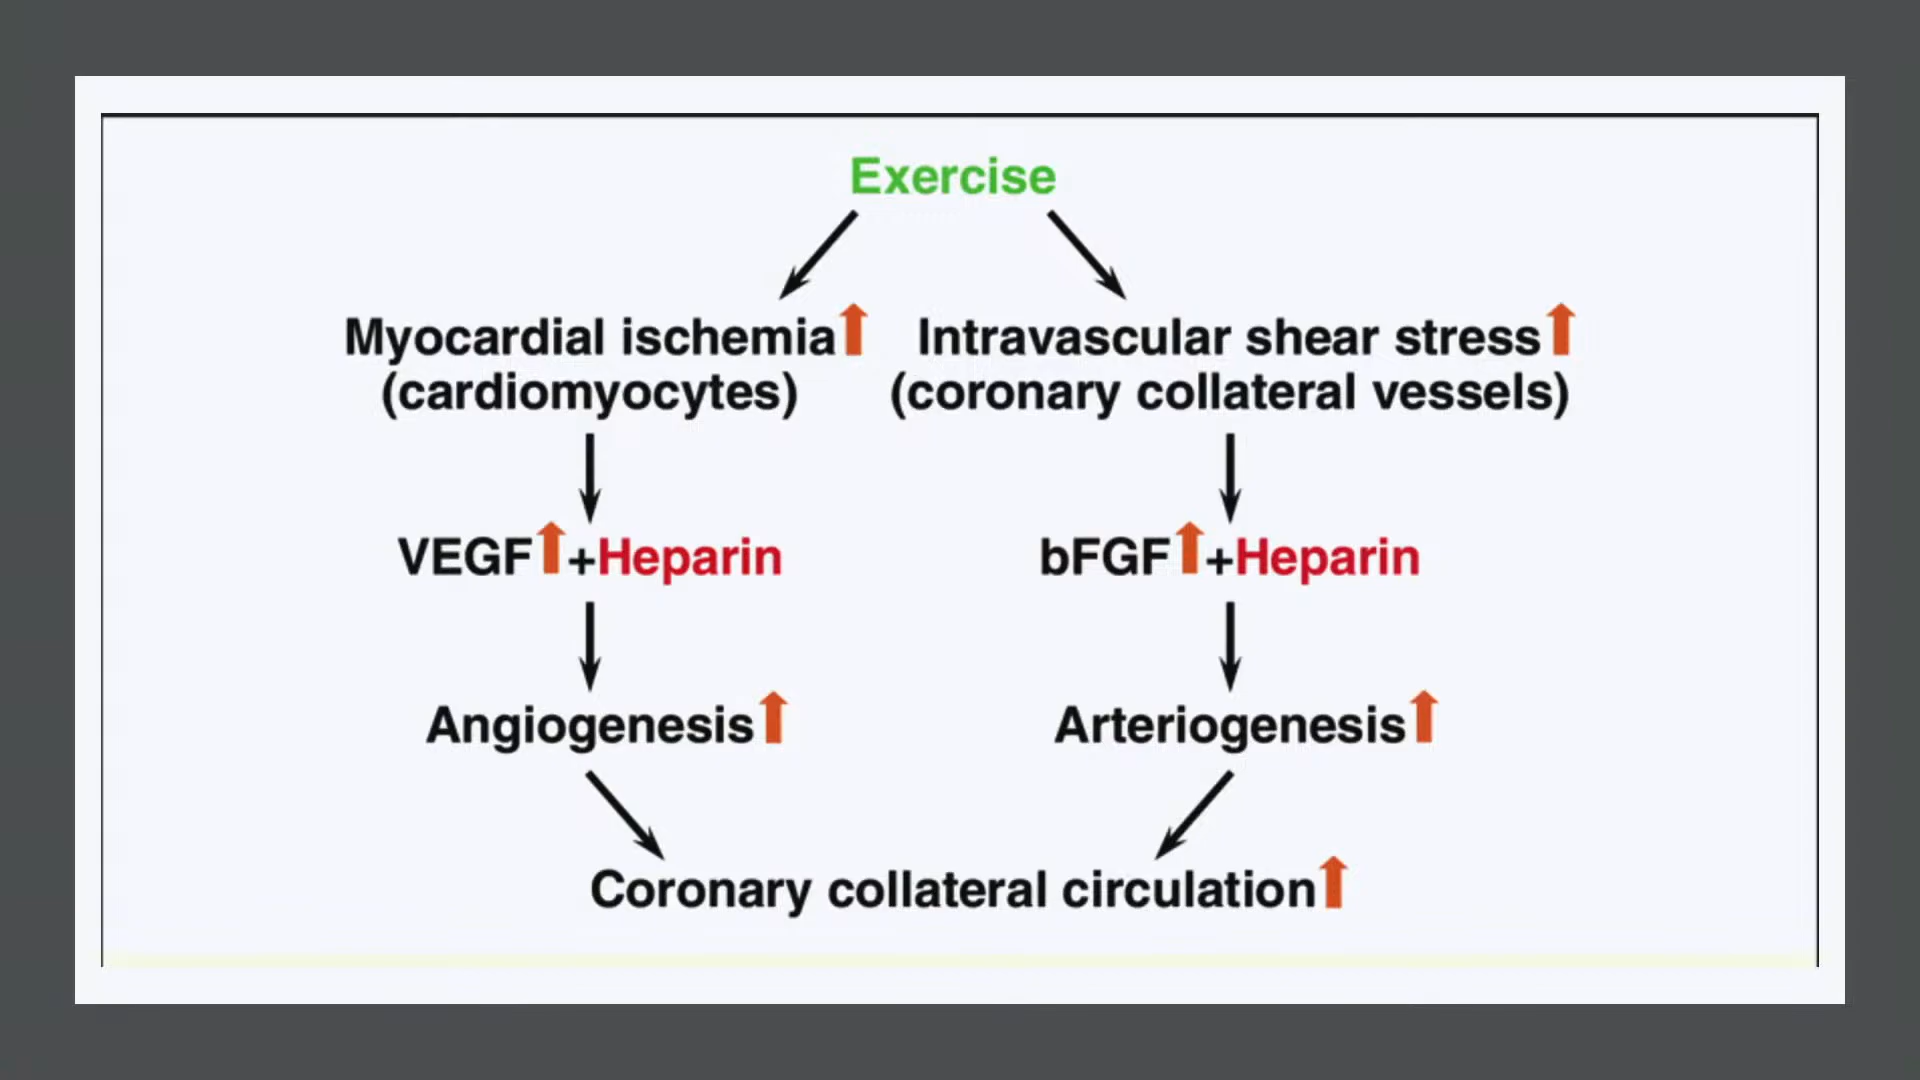 Exercise
Myocardial ischemia
(cardiomyocytes)
Intravascular shear stress
(coronary collateral vessels)
VEGF +Heparin
bFGF +Heparin
Angiogenesis
Arteriogenesis
Coronary collateral circulation